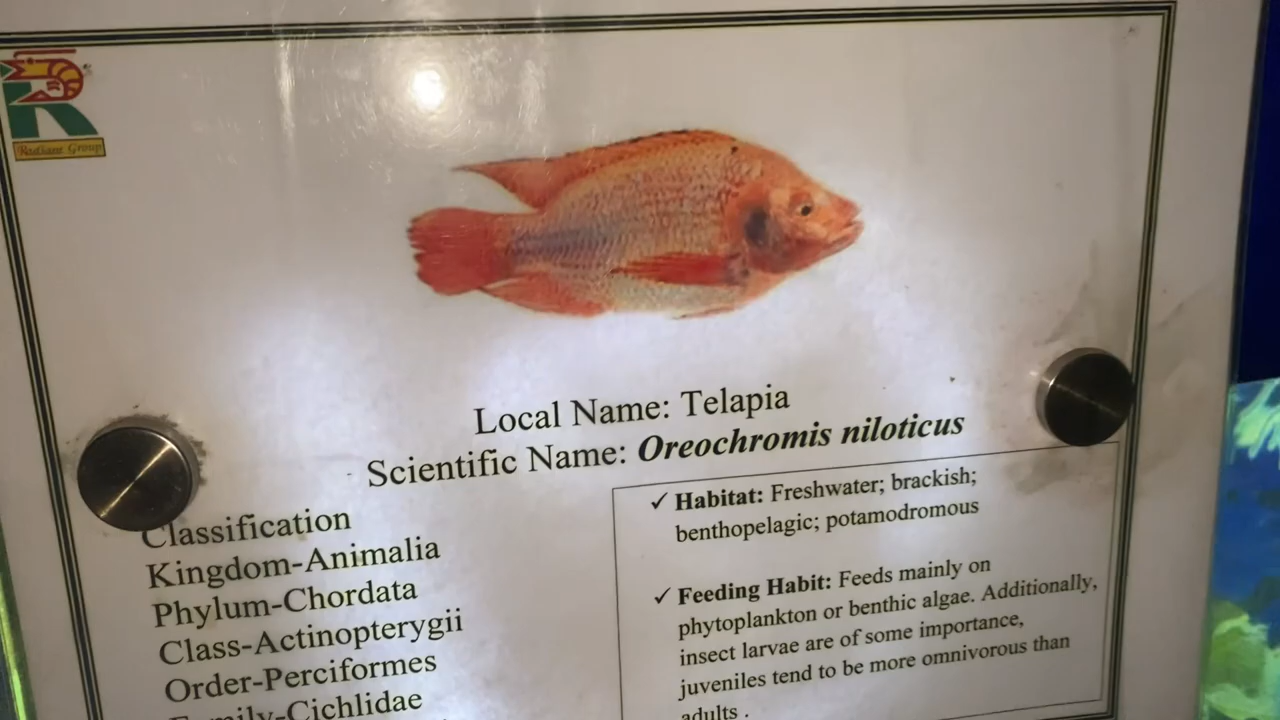 Radiant Group
Local Name: Telapia
Scientific Name: Oreochromis niloticus
Classification
Kingdom-Animalia
Phylum-Chordata
Class-Actinopterygii
Order-Perciformes
Family-Cichlidae
✓ Habitat: Freshwater; brackish;
benthopelagic; potamodromous
✓ Feeding Habit: Feeds mainly on
phytoplankton or benthic algae. Additionally,
insect larvae are of some importance,
juveniles tend to be more omnivorous than
adults .